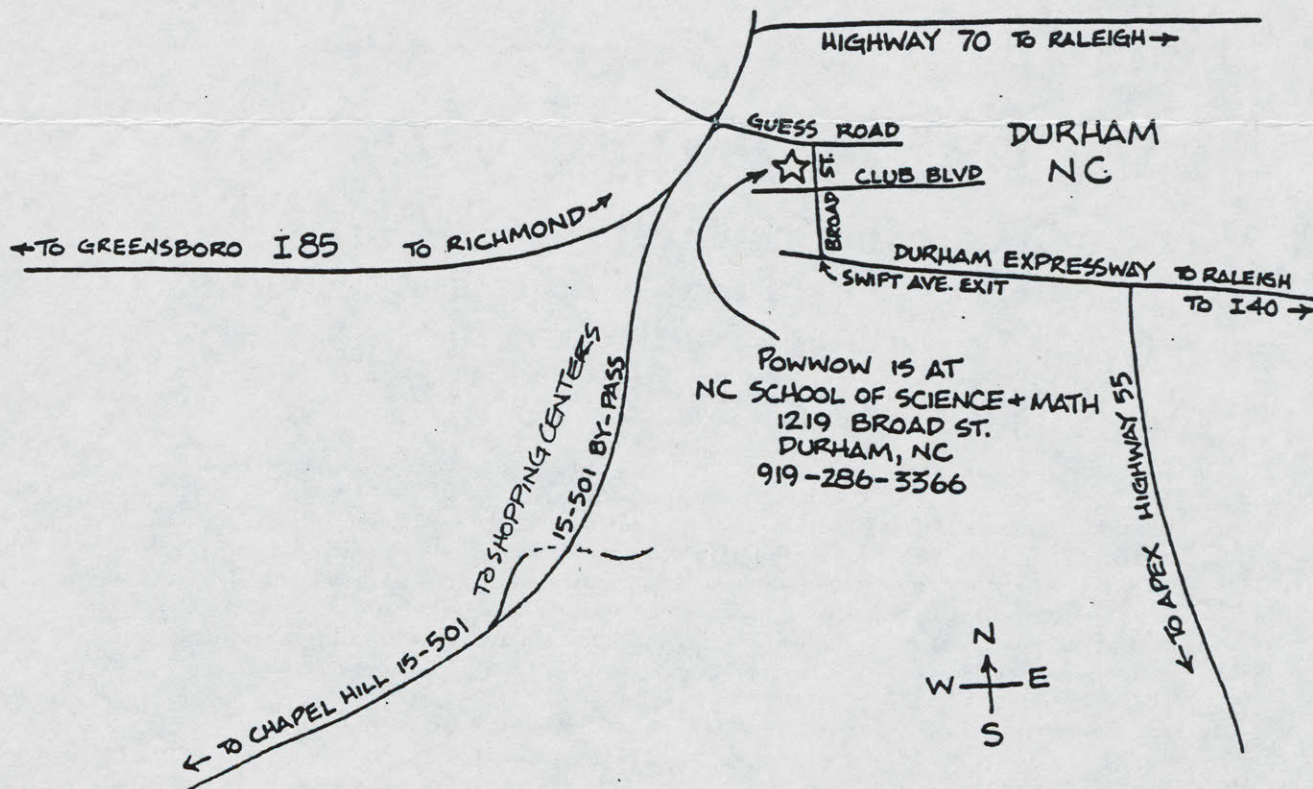 HIGHWAY 70 TO RALEIGH →
GUESS ROAD
DURHAM
NC
BROAD ST.
CLUB BLVD
← TO GREENSBORO I85 TO RICHMOND →
DURHAM EXPRESSWAY TO RALEIGH
TO I40 →
SWIFT AVE. EXIT
POWWOW IS AT
NC SCHOOL OF SCIENCE + MATH
1219 BROAD ST.
DURHAM, NC
919-286-3366
TO SHOPPING CENTERS
15-501 BY-PASS
HIGHWAY 55
← TO APEX
← TO CHAPEL HILL 15-501
N
W E
S